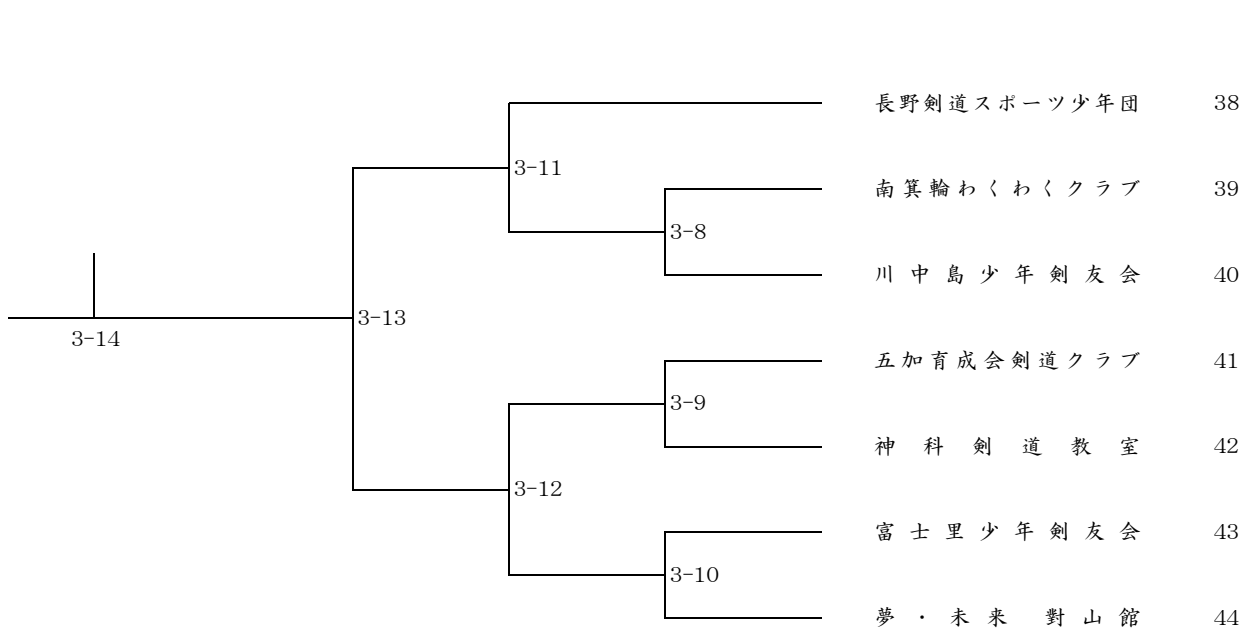 長野剣道スポーツ少年団 38
3-11
南箕輪わくわくクラブ 39
3-8
川中島少年剣友会 40
3-13
3-14
五加育成会剣道クラブ 41
3-9
神科剣道教室 42
3-12
富士里少年剣友会 43
3-10
夢・未来 對山館 44